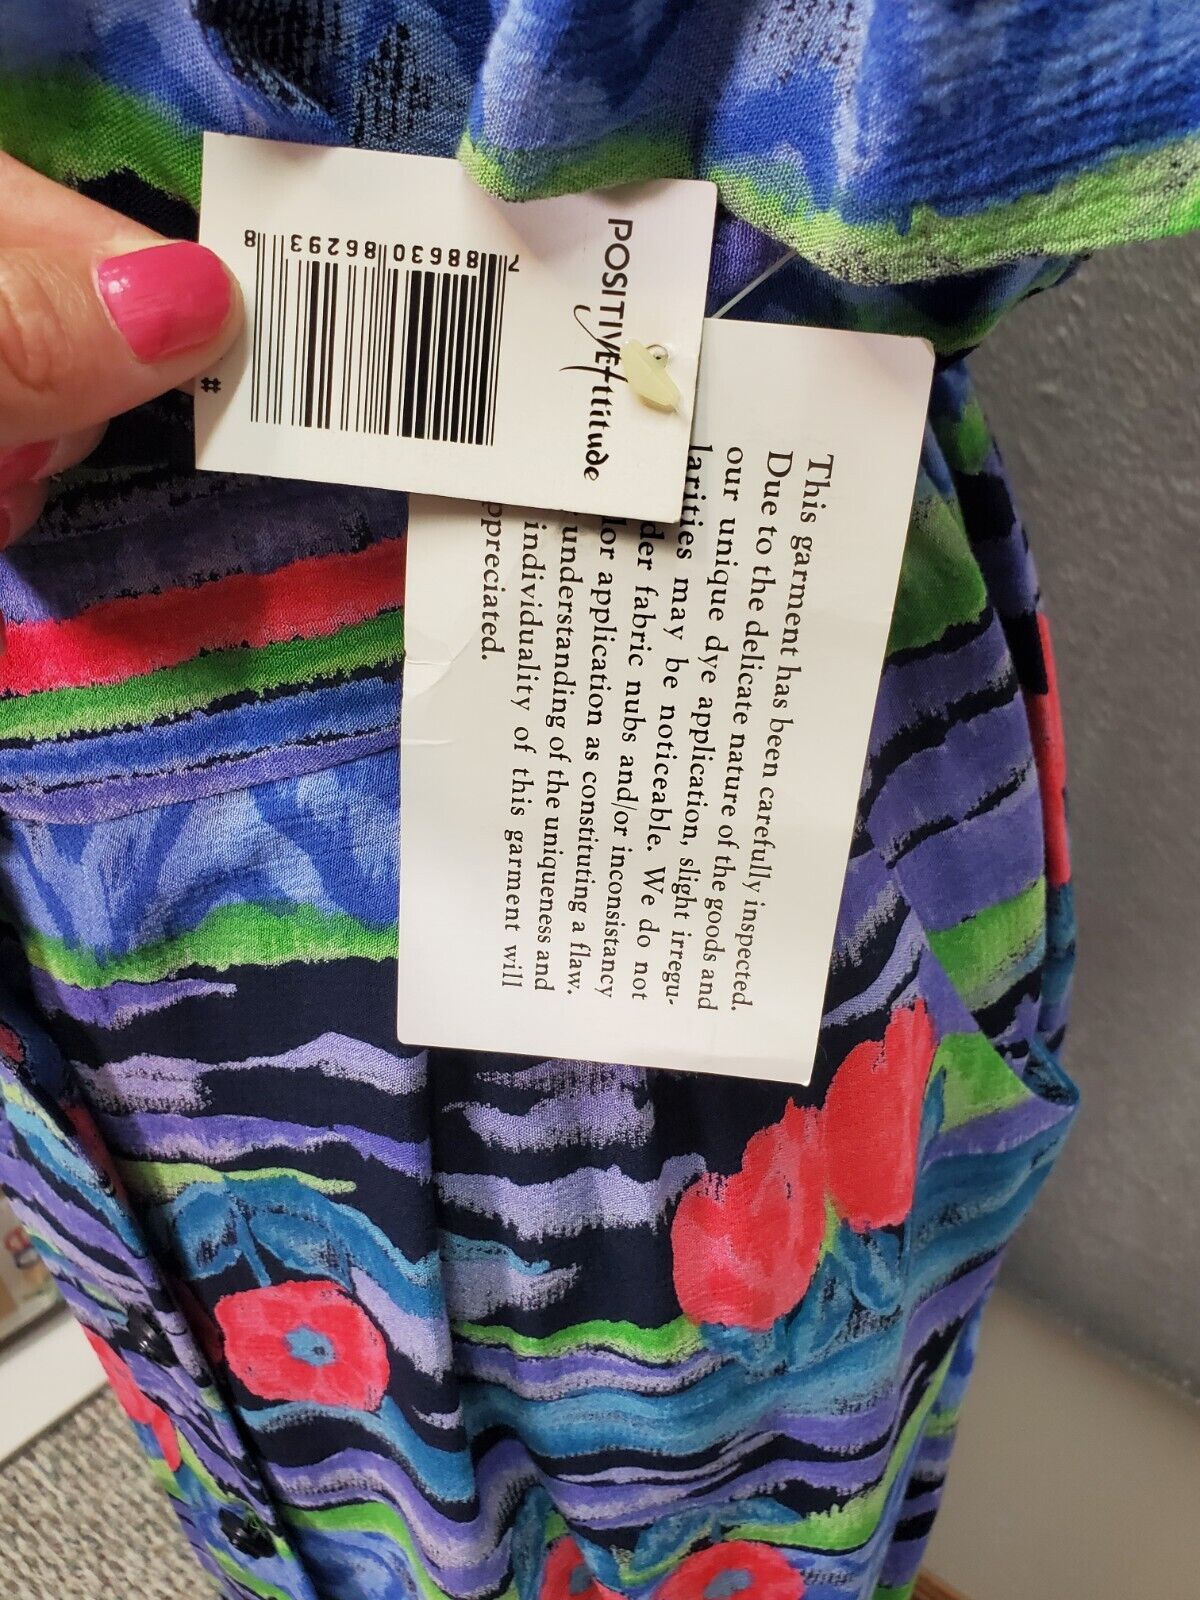 POSITIVE Attitude
7 88630 86293 8
#
This garment has been carefully inspected.
Due to the delicate nature of the goods and
our unique dye application, slight irregu-
larities may be noticeable. We do not
fabric nubs and/or inconsistancy
application as constituting a flaw.
understanding of the uniqueness and
individuality of this garment will